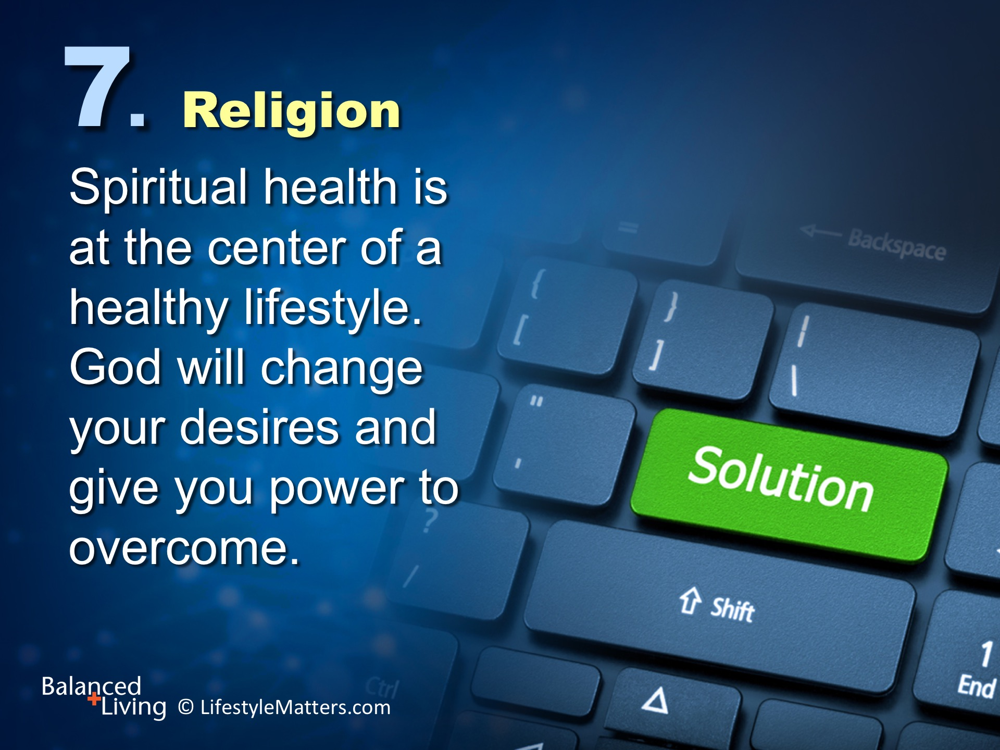 7. Religion
Spiritual health is
at the center of a
healthy lifestyle.
God will change
your desires and
give you power to
overcome.
=
← Backspace
{
[
}
]
|
\
"
'
Solution
?
/
⇧ Shift
1
End
Ctrl
Balanced
+Living © LifestyleMatters.com